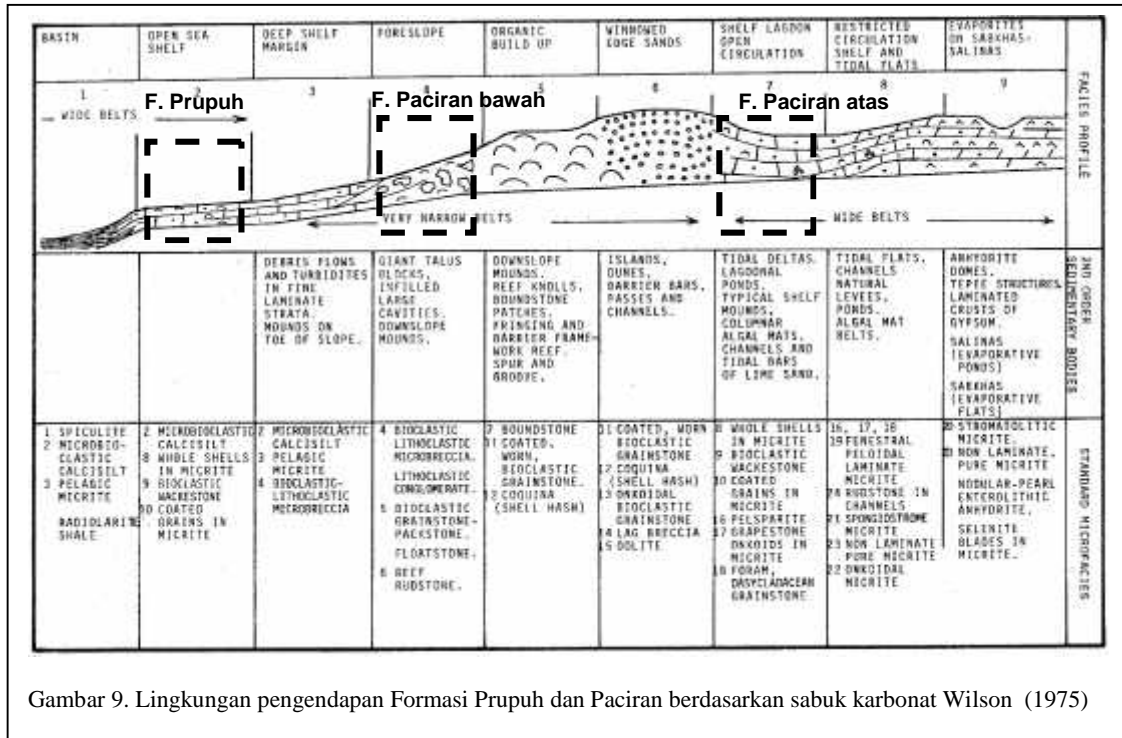 BASIN
OPEN SEA
SHELF
DEEP SHELF
MARGIN
FORESLOPE
ORGANIC
BUILD UP
WINNOWED
EDGE SANDS
SHELF LAGOON
OPEN
CIRCULATION
RESTRICTED
CIRCULATION
SHELF AND
TIDAL FLATS
EVAPORITES
ON SABKHAS-
SALINAS
FACIES PROFILE
1
2
3
4
5
6
7
8
9
WIDE BELTS
F. Prupuh
F. Paciran bawah
F. Paciran atas
VERY NARROW BELTS
WIDE BELTS
2ND ORDER
SEDIMENTARY BODIES
DEBRIS FLOWS
AND TURBIDITES
IN FINE
LAMINATE
STRATA.
MOUNDS ON
TOE OF SLOPE.
GIANT TALUS
BLOCKS.
INFILLED
LARGE
CAVITIES.
DOWNSLOPE
MOUNDS.
DOWNSLOPE
MOUNDS.
REEF KNOLLS.
BOUNDSTONE
PATCHES.
FRINGING AND
BARRIER FRAME-
WORK REEF.
SPUR AND
GROOVE.
ISLANDS,
DUNES,
BARRIER BARS,
PASSES AND
CHANNELS.
TIDAL DELTAS.
LAGOONAL
PONDS.
TYPICAL SHELF
MOUNDS,
COLUMNAR
ALGAL MATS,
CHANNELS AND
TIDAL BARS
OF LIME SAND.
TIDAL FLATS.
CHANNELS
NATURAL
LEVEES,
PONDS.
ALGAL MAT
BELTS.
ANHYDRITE
DOMES.
TEPEE STRUCTURES.
LAMINATED
CRUSTS OF
GYPSUM.
SALINAS
(EVAPORATIVE
PONDS)
SABKHAS
(EVAPORATIVE
FLATS)
STANDARD MICROFACIES
1 SPICULITE
2 MICROBIO-
CLASTIC
CALCISILT
3 PELAGIC
MICRITE
RADIOLARITE
SHALE
2 MICROBIOCLASTIC
CALCISILT
8 WHOLE SHELLS
IN MICRITE
9 BIOCLASTIC
WACKESTONE
10 COATED
GRAINS IN
MICRITE
2 MICROBIOCLASTIC
CALCISILT
3 PELAGIC
MICRITE
4 BIOCLASTIC-
LITHOCLASTIC
MICROBRECCIA
4 BIOCLASTIC
LITHOCLASTIC
MICROBRECCIA.
LITHOCLASTIC
CONGLOMERATE.
5 BIOCLASTIC
GRAINSTONE-
PACKSTONE.
FLOATSTONE.
6 REEF
RUDSTONE.
7 BOUNDSTONE
11 COATED,
WORN,
BIOCLASTIC
GRAINSTONE
12 COQUINA
(SHELL HASH)
11 COATED, WORN
BIOCLASTIC
GRAINSTONE
12 COQUINA
(SHELL HASH)
13 ONKOIDAL
BIOCLASTIC
GRAINSTONE
14 LAG BRECCIA
15 OOLITE
8 WHOLE SHELLS
IN MICRITE
9 BIOCLASTIC
WACKESTONE
10 COATED
GRAINS IN
MICRITE
16 PELSPARITE
17 GRAPESTONE
ONKOIDS IN
MICRITE
18 FORAM,
DASYCLADACEAN
GRAINSTONE
16, 17, 18
19 FENESTRAL
PELOIDAL
LAMINATE
MICRITE
24 RUDSTONE IN
CHANNELS
21 SPONGIOSTROME
MICRITE
23 NON LAMINATE
PURE MICRITE
22 ONKOIDAL
MICRITE
20 STROMATOLITIC
MICRITE.
NON LAMINATE,
PURE MICRITE
NODULAR-PEARL
ENTEROLITHIC
ANHYDRITE.
SELENITE
BLADES IN
MICRITE.
Gambar 9. Lingkungan pengendapan Formasi Prupuh dan Paciran berdasarkan sabuk karbonat Wilson (1975)